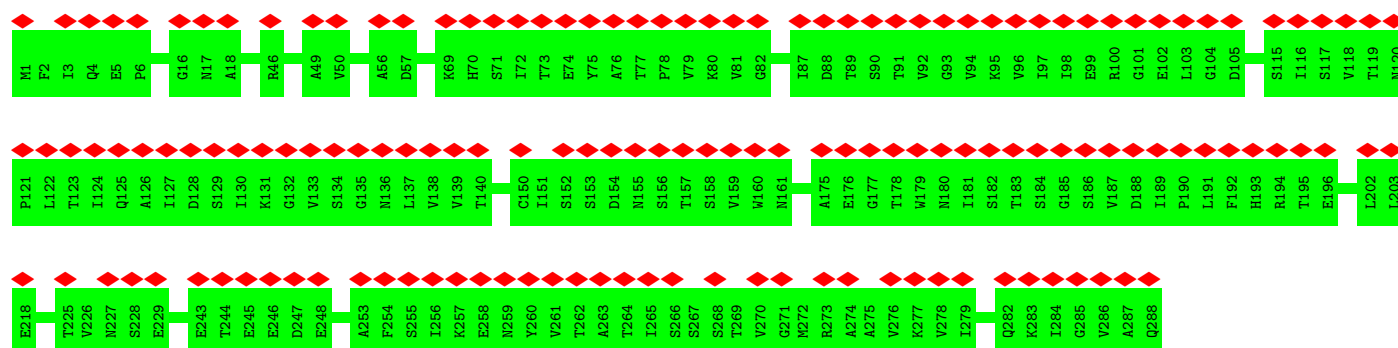 M1 F2 I3 Q4 E5 P6 G16 N17 A18 R46 A49 V50 A56 D57 K69 H70 S71 I72 T73 E74 Y75 A76 T77 P78 V79 K80 V81 G82 I87 D88 T89 S90 T91 V92 G93 V94 K95 V96 I97 I98 E99 R100 G101 E102 L103 G104 D105 S115 I116 S117 V118 T119 N120
P121 L122 T123 I124 Q125 A126 I127 D128 S129 I130 K131 G132 V133 S134 G135 N136 L137 V138 V139 T140 C150 I151 S152 S153 D154 N155 S156 T157 S158 V159 W160 N161 A175 E176 G177 T178 W179 N180 I181 S182 T183 S184 G185 S186 V187 D188 I189 P190 L191 F192 H193 R194 T195 E196 L202 L203
E218 T225 V226 N227 S228 E229 E243 T244 E245 E246 D247 E248 A253 F254 S255 I256 K257 E258 N259 Y260 V261 T262 A263 T264 I265 S266 S267 S268 T269 V270 G271 M272 R273 A274 A275 V276 K277 V278 I279 Q282 K283 I284 G285 V286 A287 Q288